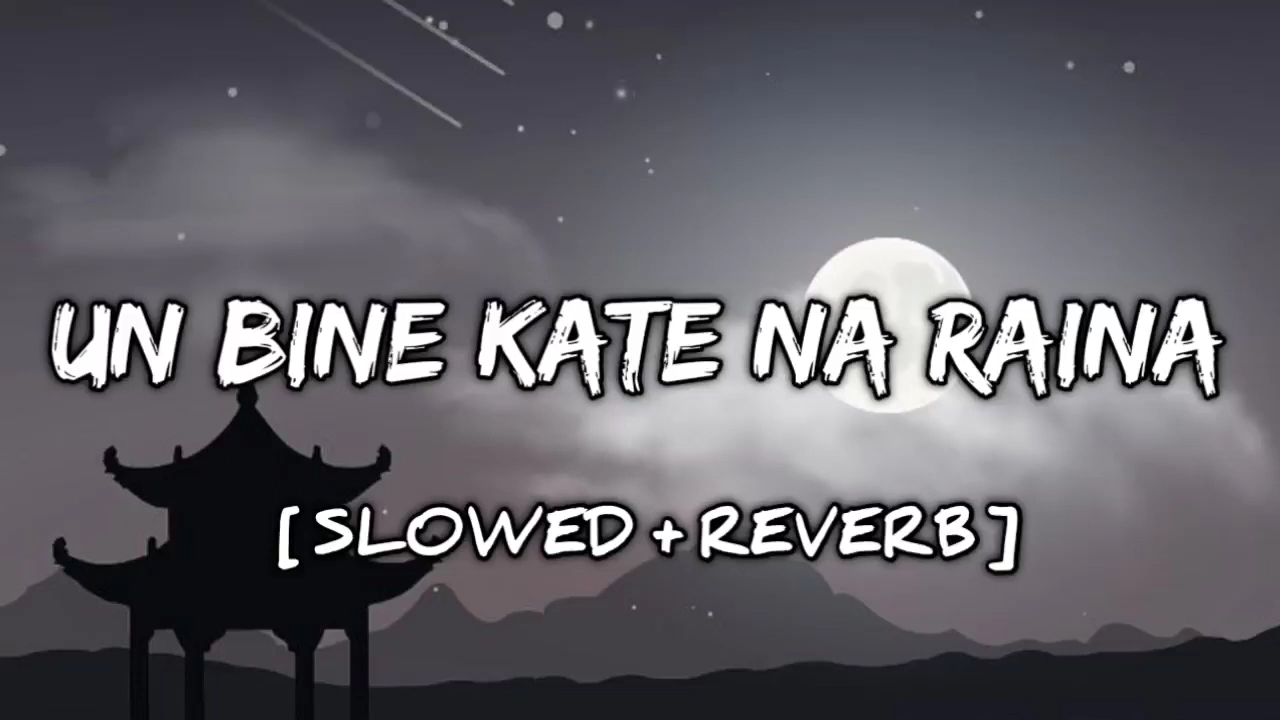 UN BINE KATE NA RAINA
[ SLOWED + REVERB ]